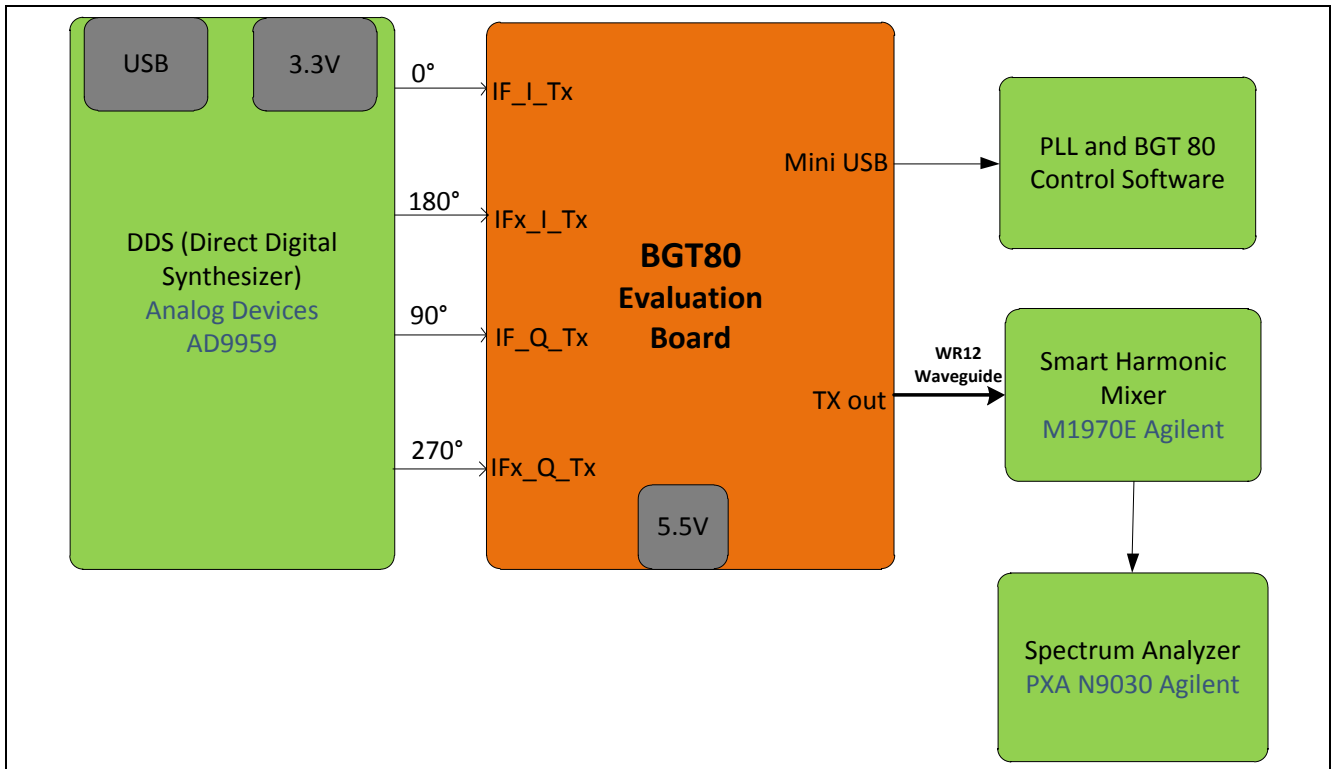 USB
3.3V
DDS (Direct Digital
Synthesizer)
Analog Devices
AD9959
0°
180°
90°
270°
IF_I_Tx
IFx_I_Tx
IF_Q_Tx
IFx_Q_Tx
BGT80
Evaluation
Board
5.5V
Mini USB
TX out
PLL and BGT 80
Control Software
WR12
Waveguide
Smart Harmonic
Mixer
M1970E Agilent
Spectrum Analyzer
PXA N9030 Agilent